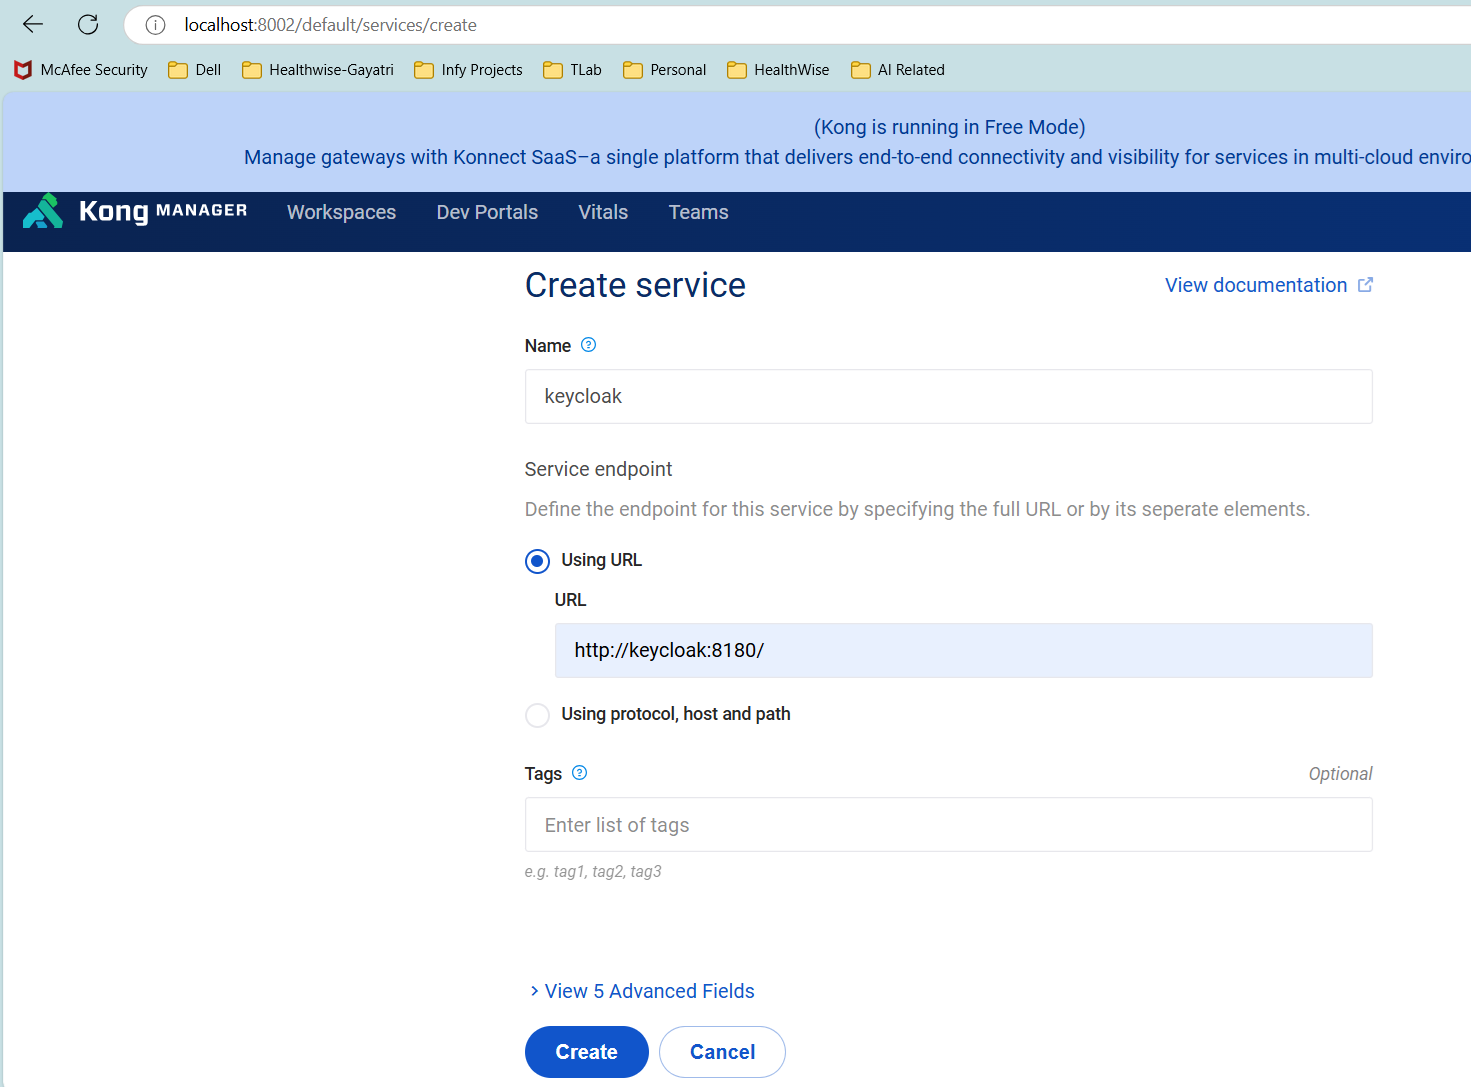 localhost:8002/default/services/create
McAfee Security Dell Healthwise-Gayatri Infy Projects TLab Personal HealthWise AI Related
(Kong is running in Free Mode)
Manage gateways with Konnect SaaS–a single platform that delivers end-to-end connectivity and visibility for services in multi-cloud enviro
Kong MANAGER Workspaces Dev Portals Vitals Teams
Create service View documentation
Name
keycloak
Service endpoint
Define the endpoint for this service by specifying the full URL or by its seperate elements.
Using URL
URL
http://keycloak:8180/
Using protocol, host and path
Tags Optional
Enter list of tags
e.g. tag1, tag2, tag3
View 5 Advanced Fields
Create Cancel